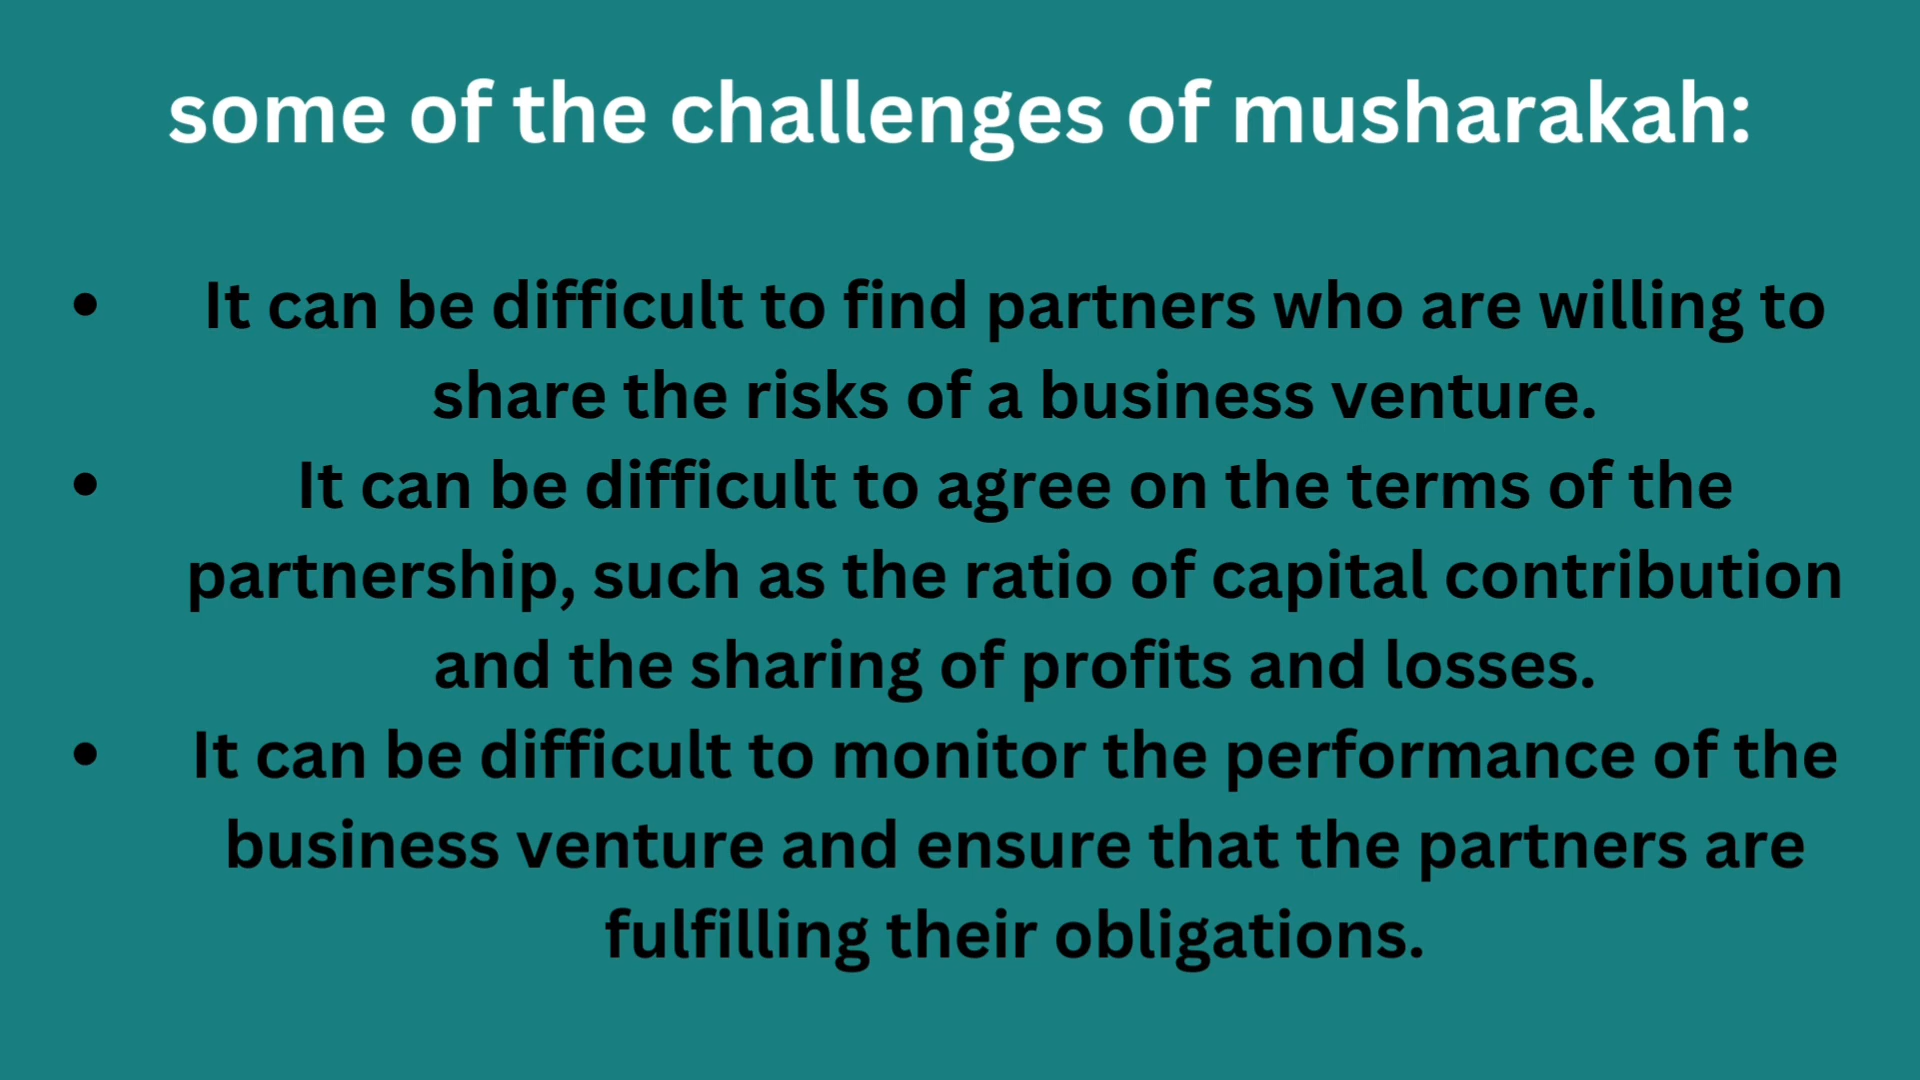 some of the challenges of musharakah:
• It can be difficult to find partners who are willing to
share the risks of a business venture.
• It can be difficult to agree on the terms of the
partnership, such as the ratio of capital contribution
and the sharing of profits and losses.
• It can be difficult to monitor the performance of the
business venture and ensure that the partners are
fulfilling their obligations.